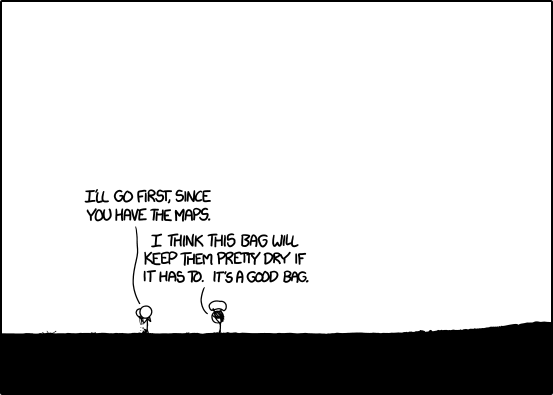 I'LL GO FIRST, SINCE
YOU HAVE THE MAPS.
I THINK THIS BAG WILL
KEEP THEM PRETTY DRY IF
IT HAS TO. IT'S A GOOD BAG.